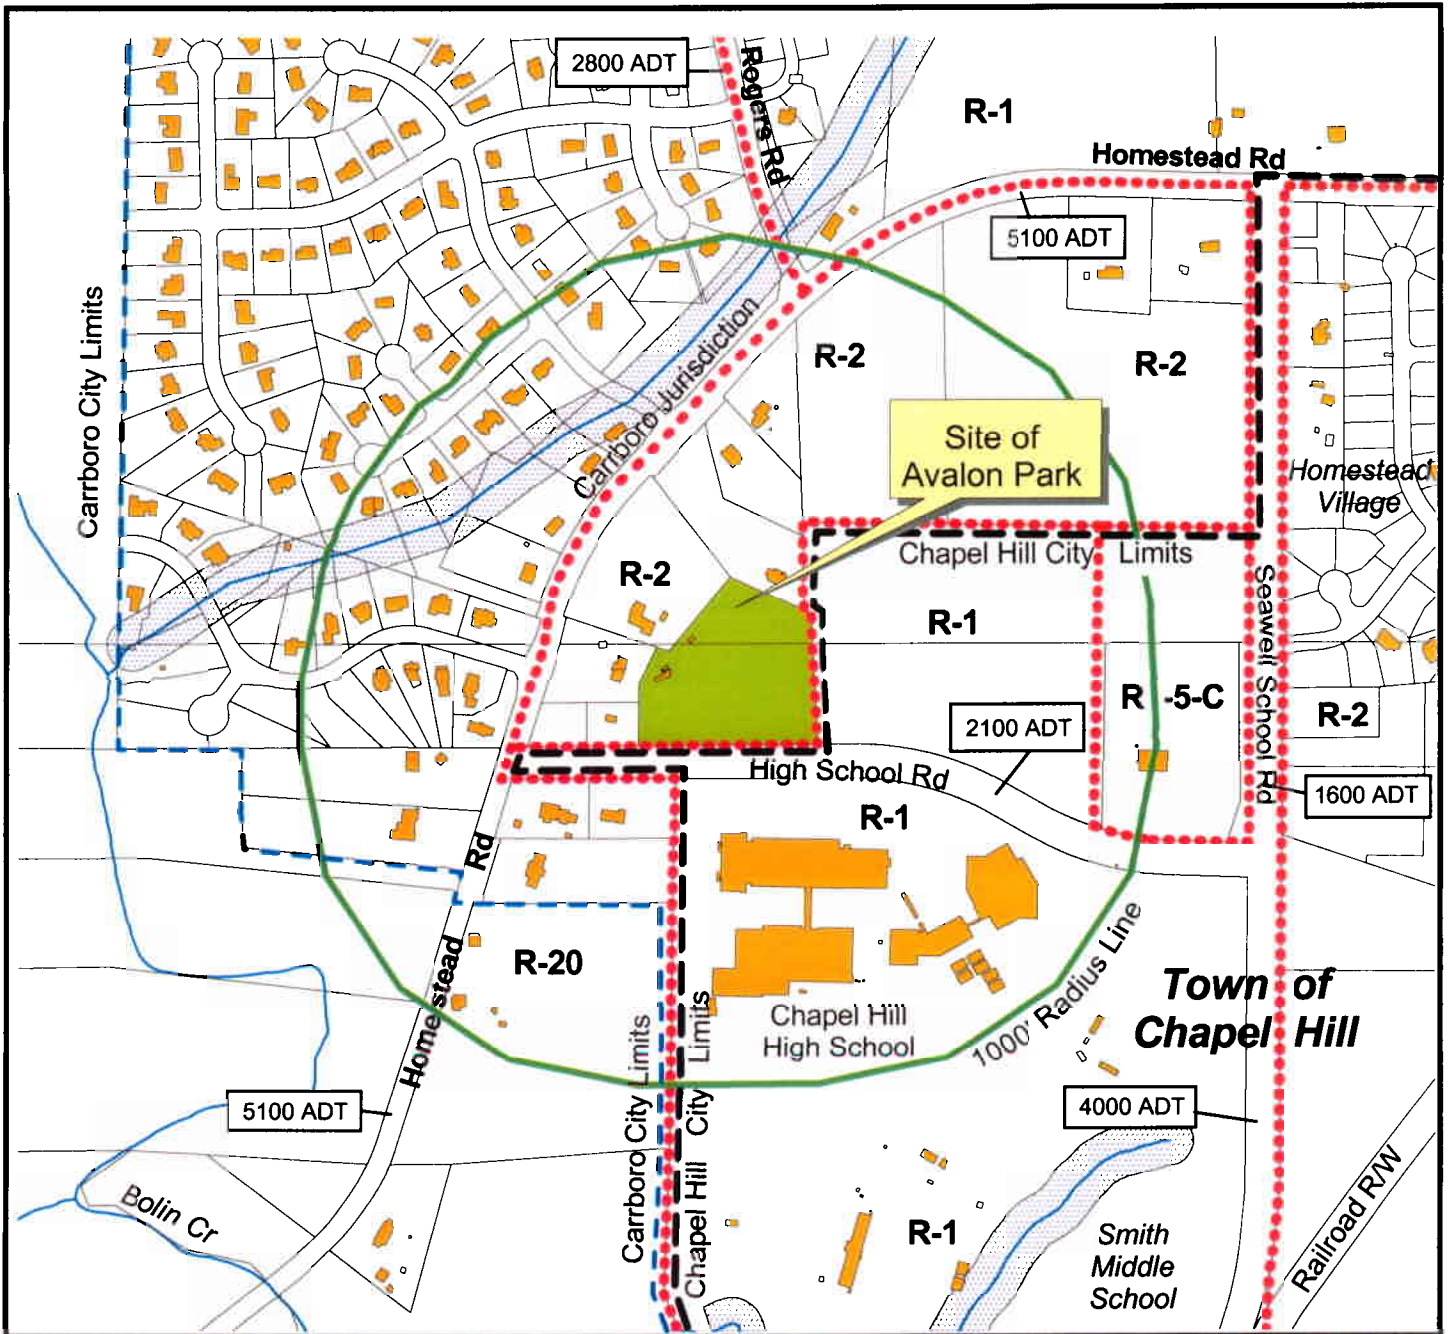 2800 ADT
Rogers Rd
R-1
Homestead Rd
5100 ADT
Carrboro City Limits
Carrboro Jurisdiction
R-2
R-2
Site of
Avalon Park
Homestead
Village
Chapel Hill City Limits
R-2
R-1
Seawell School Rd
R -5-C
R-2
2100 ADT
High School Rd
1600 ADT
R-1
Homestead Rd
R-20
1000' Radius Line
Town of
Chapel Hill
Chapel Hill
High School
Carrboro City Limits
Chapel Hill City Limits
5100 ADT
4000 ADT
Bolin Cr
R-1
Smith
Middle
School
Railroad R/W